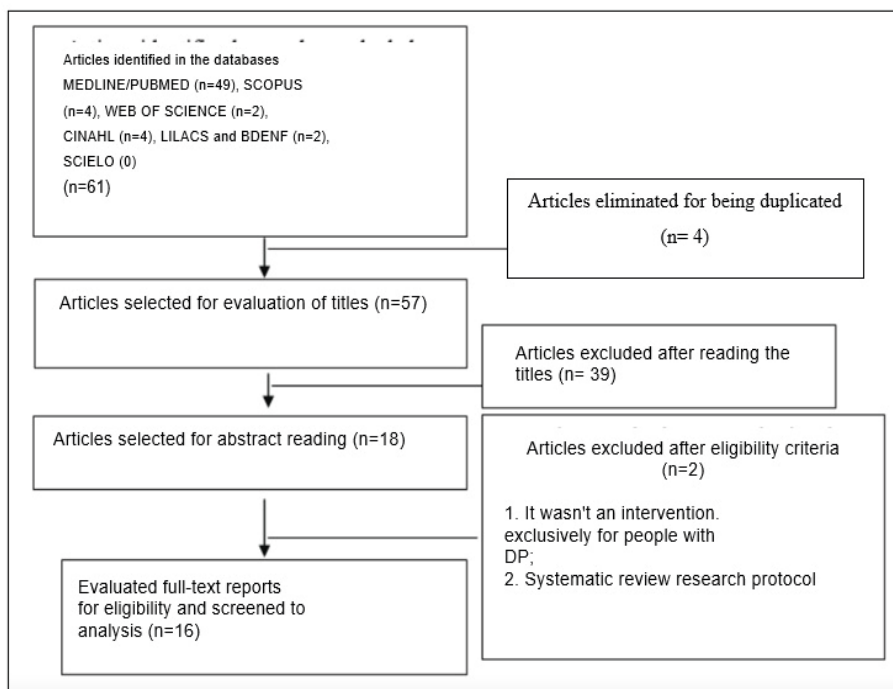 Articles identified in the databases
MEDLINE/PUBMED (n=49), SCOPUS
(n=4), WEB OF SCIENCE (n=2),
CINAHL (n=4), LILACS and BDENF (n=2),
SCIELO (0)
(n=61)
Articles eliminated for being duplicated
(n= 4)
Articles selected for evaluation of titles (n=57)
Articles excluded after reading the
titles (n= 39)
Articles selected for abstract reading (n=18)
Articles excluded after eligibility criteria
(n=2)
1. It wasn't an intervention.
exclusively for people with
DP;
2. Systematic review research protocol
Evaluated full-text reports
for eligibility and screened to
analysis (n=16)